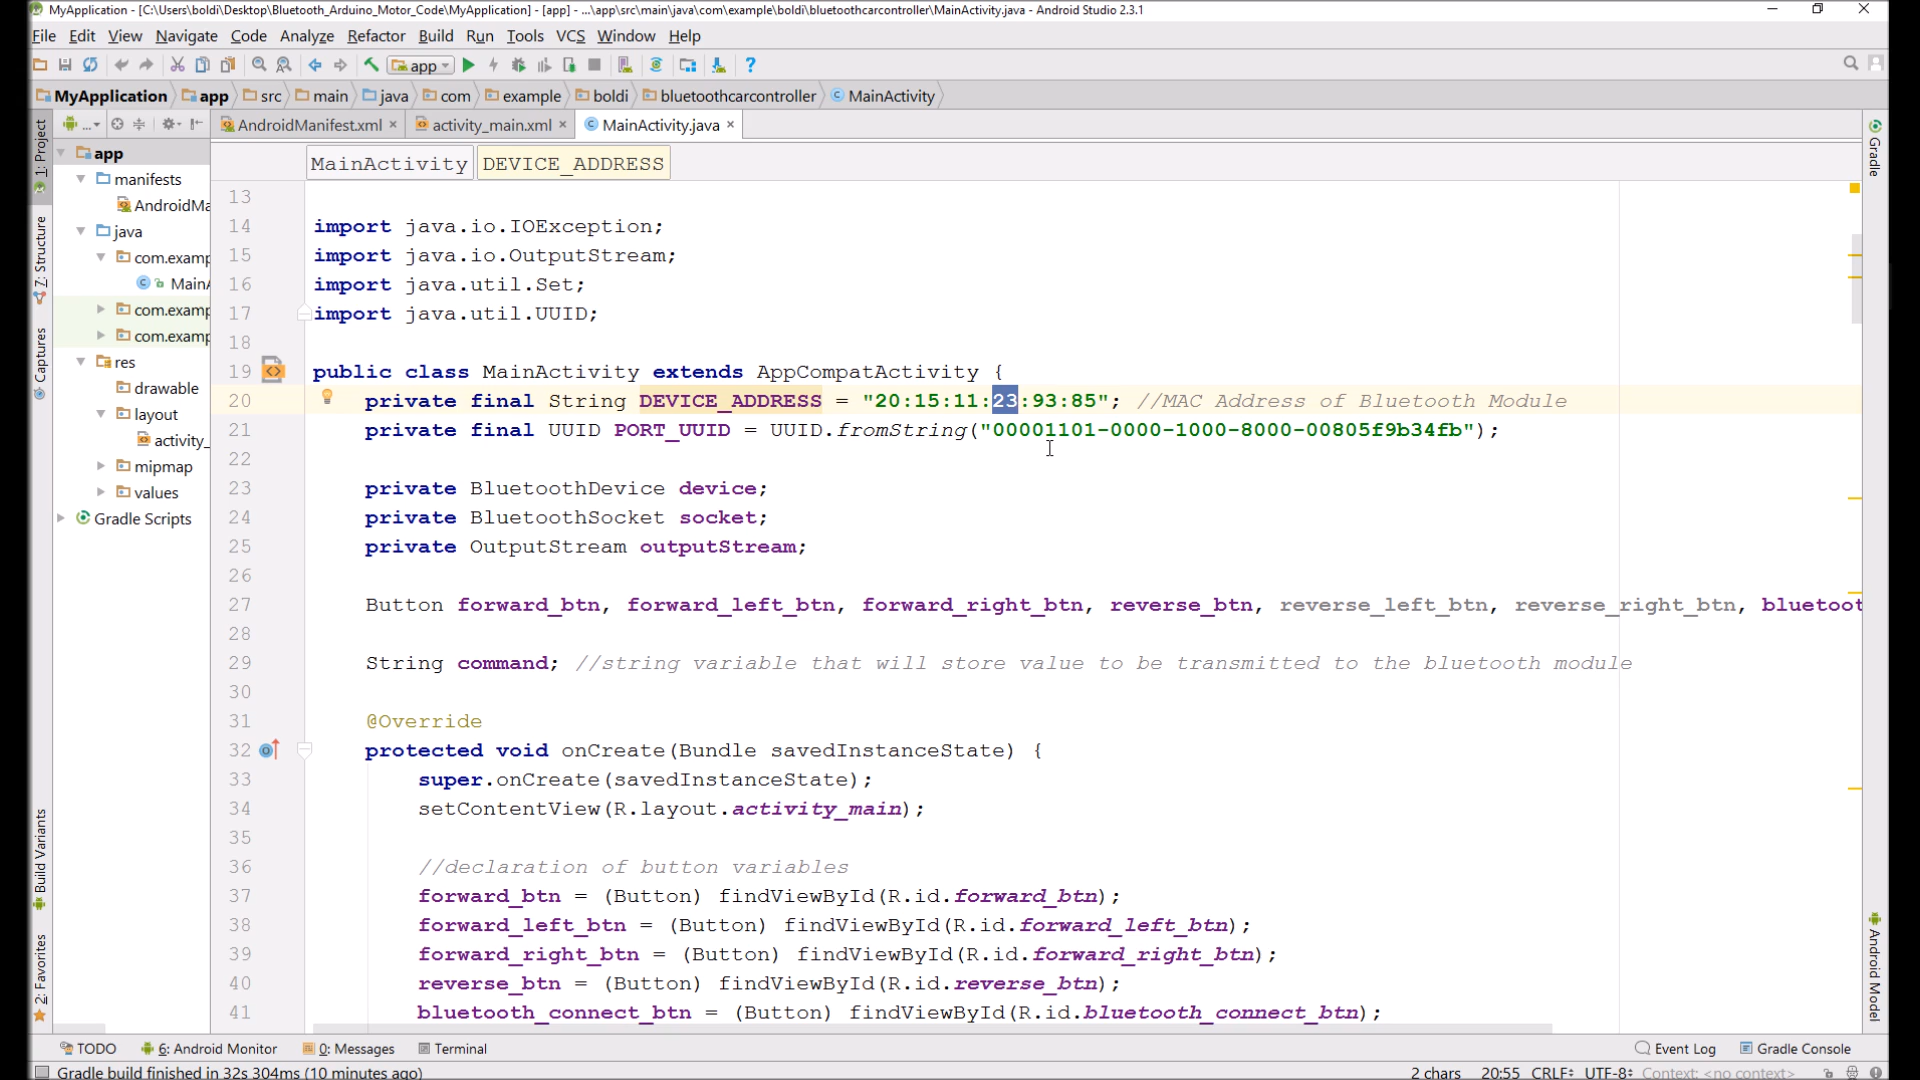 MyApplication - [C:\Users\boldi\Desktop\Bluetooth_Arduino_Motor_Code\MyApplication] - [app] - ...\app\src\main\java\com\example\boldi\bluetoothcarcontroller\MainActivity.java - Android Studio 2.3.1
File Edit View Navigate Code Analyze Refactor Build Run Tools VCS Window Help
app
MyApplication app src main java com example boldi bluetoothcarcontroller MainActivity
... AndroidManifest.xml activity_main.xml MainActivity.java
1: Project
Z: Structure
Captures
Build Variants
2: Favorites
Gradle
Android Model
app
manifests
AndroidMa
java
com.examp
MainA
com.examp
com.examp
res
drawable
layout
activity_
mipmap
values
Gradle Scripts
MainActivity DEVICE_ADDRESS
13
14 import java.io.IOException;
15 import java.io.OutputStream;
16 import java.util.Set;
17 import java.util.UUID;
18
19 public class MainActivity extends AppCompatActivity {
20 private final String DEVICE_ADDRESS = "20:15:11:23:93:85"; //MAC Address of Bluetooth Module
21 private final UUID PORT_UUID = UUID.fromString("00001101-0000-1000-8000-00805f9b34fb");
22
23 private BluetoothDevice device;
24 private BluetoothSocket socket;
25 private OutputStream outputStream;
26
27 Button forward_btn, forward_left_btn, forward_right_btn, reverse_btn, reverse_left_btn, reverse_right_btn, bluetoot
28
29 String command; //string variable that will store value to be transmitted to the bluetooth module
30
31 @Override
32 protected void onCreate(Bundle savedInstanceState) {
33 super.onCreate(savedInstanceState);
34 setContentView(R.layout.activity_main);
35
36 //declaration of button variables
37 forward_btn = (Button) findViewById(R.id.forward_btn);
38 forward_left_btn = (Button) findViewById(R.id.forward_left_btn);
39 forward_right_btn = (Button) findViewById(R.id.forward_right_btn);
40 reverse_btn = (Button) findViewById(R.id.reverse_btn);
41 bluetooth_connect_btn = (Button) findViewById(R.id.bluetooth_connect_btn);
TODO 6: Android Monitor 0: Messages Terminal Event Log Gradle Console
Gradle build finished in 32s 304ms (10 minutes ago) 2 chars 20:55 CRLF UTF-8 Context: <no context>